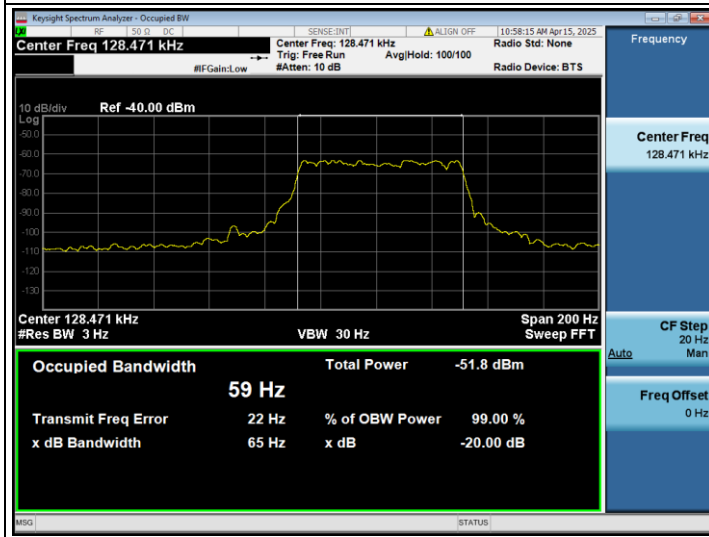 Keysight Spectrum Analyzer - Occupied BW
LXI RF 50 Ω DC SENSE:INT ALIGN OFF 10:58:15 AM Apr 15, 2025
Center Freq 128.471 kHz Center Freq: 128.471 kHz Radio Std: None
Trig: Free Run Avg|Hold: 100/100
#IFGain:Low #Atten: 10 dB Radio Device: BTS
10 dB/div Ref -40.00 dBm
Log
-50.0
-60.0
-70.0
-80.0
-90.0
-100
-110
-120
-130
Center 128.471 kHz Span 200 Hz
#Res BW 3 Hz VBW 30 Hz Sweep FFT
Occupied Bandwidth Total Power -51.8 dBm
59 Hz
Transmit Freq Error 22 Hz % of OBW Power 99.00 %
x dB Bandwidth 65 Hz x dB -20.00 dB
MSG STATUS
Frequency
Center Freq
128.471 kHz
CF Step
20 Hz
Auto Man
Freq Offset
0 Hz